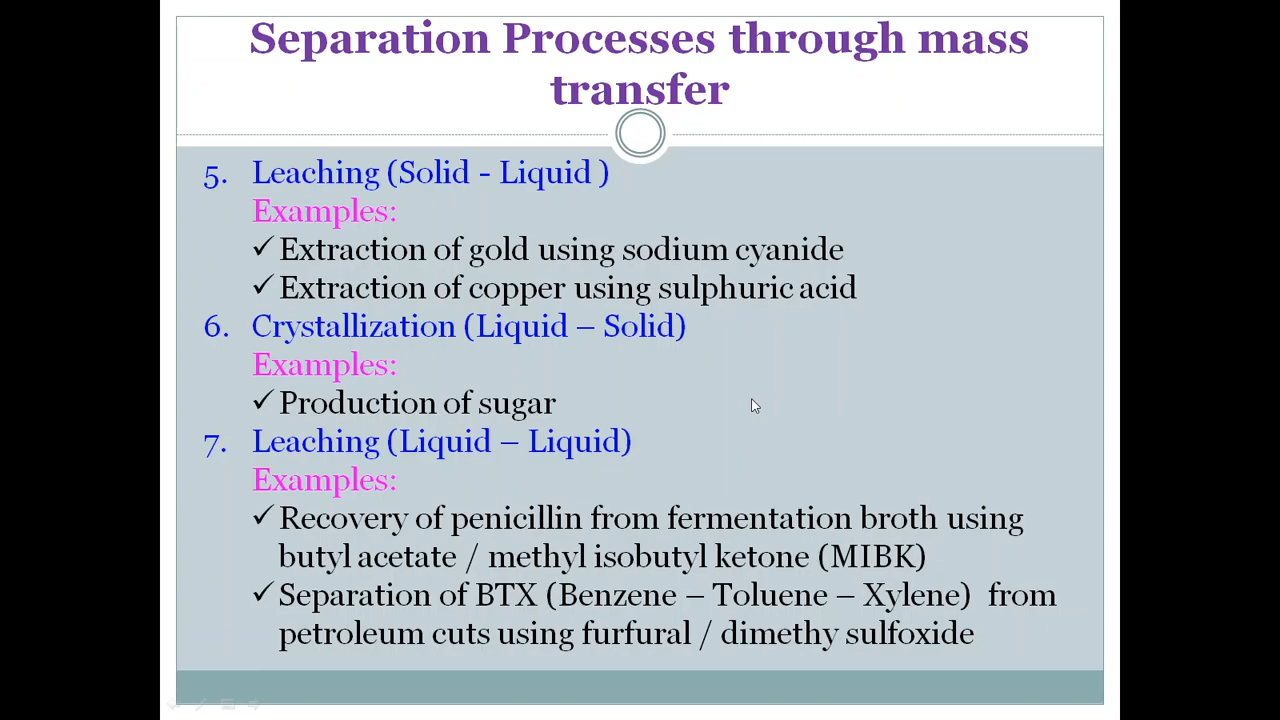 Separation Processes through mass
transfer
5. Leaching (Solid - Liquid )
Examples:
✓ Extraction of gold using sodium cyanide
✓ Extraction of copper using sulphuric acid
6. Crystallization (Liquid – Solid)
Examples:
✓ Production of sugar
7. Leaching (Liquid – Liquid)
Examples:
✓ Recovery of penicillin from fermentation broth using
butyl acetate / methyl isobutyl ketone (MIBK)
✓ Separation of BTX (Benzene – Toluene – Xylene) from
petroleum cuts using furfural / dimethy sulfoxide